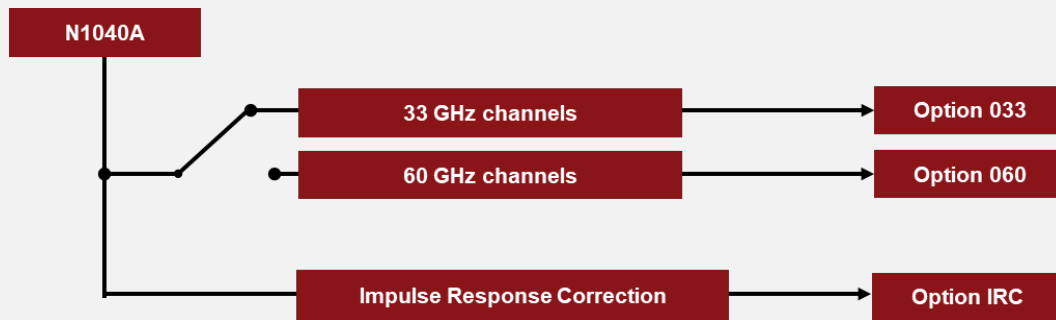 N1040A
33 GHz channels
Option 033
60 GHz channels
Option 060
Impulse Response Correction
Option IRC